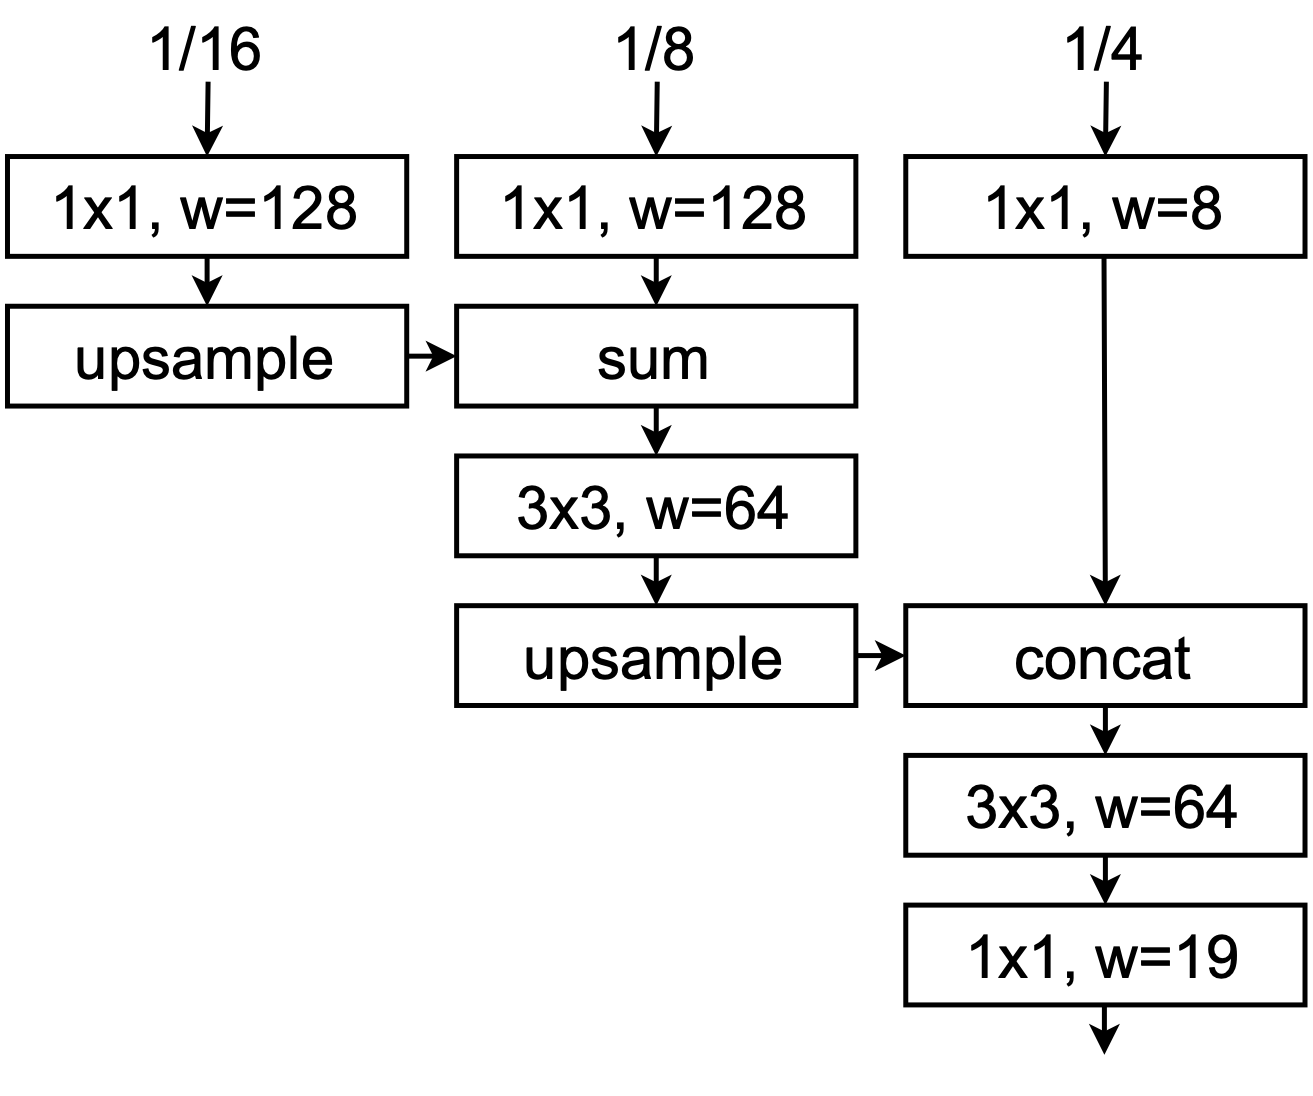 1/16
1/8
1/4
1x1, w=128
1x1, w=128
1x1, w=8
upsample
sum
3x3, w=64
upsample
concat
3x3, w=64
1x1, w=19